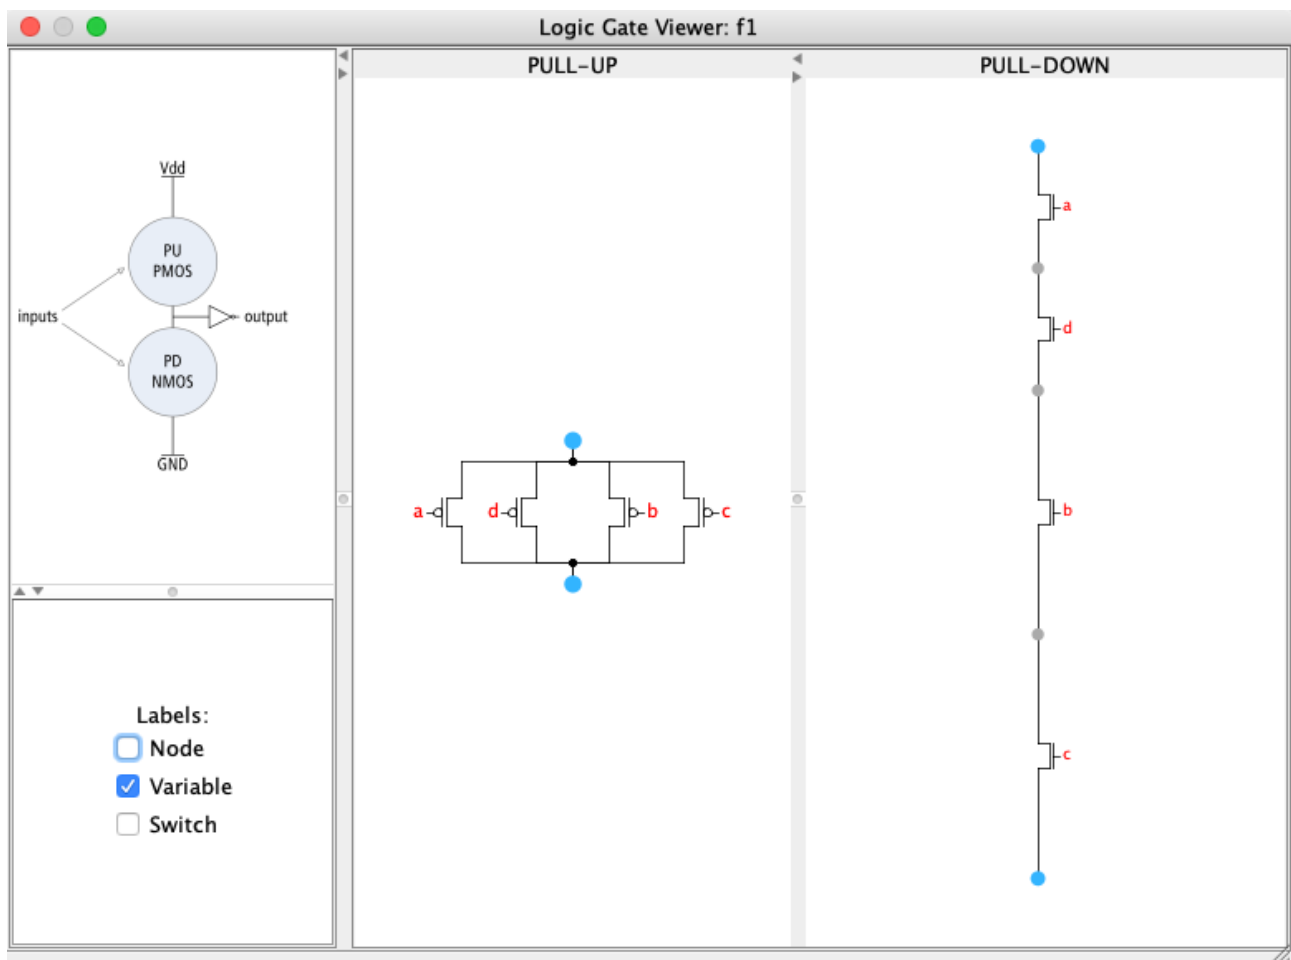 Logic Gate Viewer: f1
Vdd
PU
PMOS
inputs
output
PD
NMOS
GND
Labels:
Node
Variable
Switch
PULL-UP
a
d
b
c
PULL-DOWN
a
d
b
c